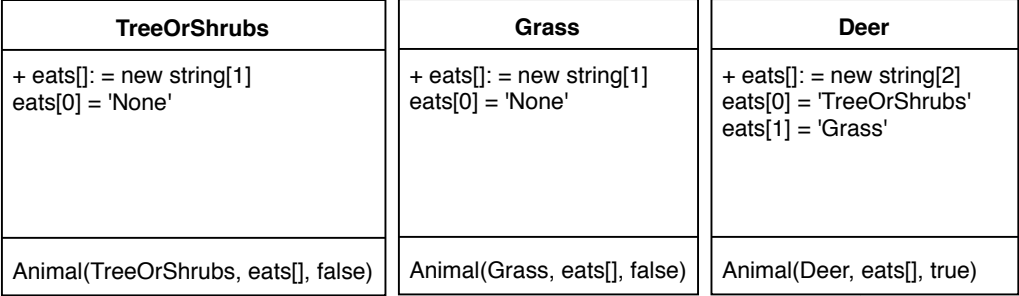 TreeOrShrubs
+ eats[]: = new string[1]
eats[0] = 'None'
Animal(TreeOrShrubs, eats[], false)
Grass
+ eats[]: = new string[1]
eats[0] = 'None'
Animal(Grass, eats[], false)
Deer
+ eats[]: = new string[2]
eats[0] = 'TreeOrShrubs'
eats[1] = 'Grass'
Animal(Deer, eats[], true)